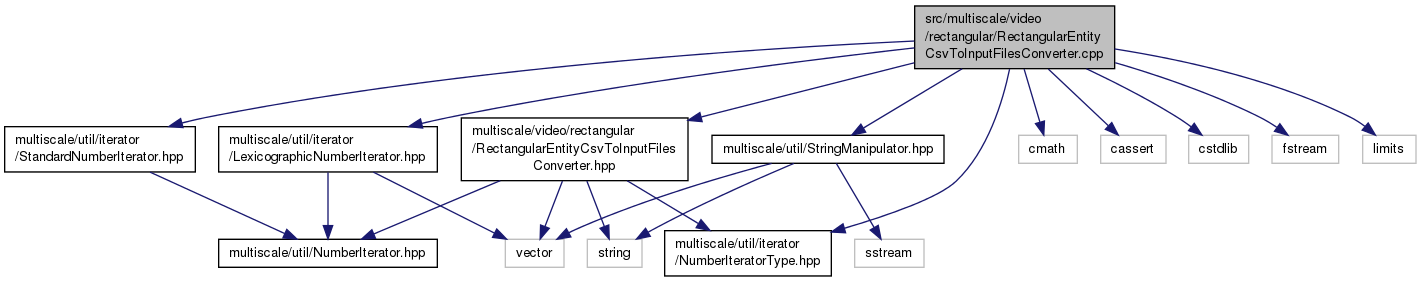 src/multiscale/video
/rectangular/RectangularEntity
CsvToInputFilesConverter.cpp
multiscale/util/iterator
/StandardNumberIterator.hpp
multiscale/util/iterator
/LexicographicNumberIterator.hpp
multiscale/video/rectangular
/RectangularEntityCsvToInputFiles
Converter.hpp
multiscale/util/StringManipulator.hpp
cmath
cassert
cstdlib
fstream
limits
multiscale/util/NumberIterator.hpp
vector
string
multiscale/util/iterator
/NumberIteratorType.hpp
sstream